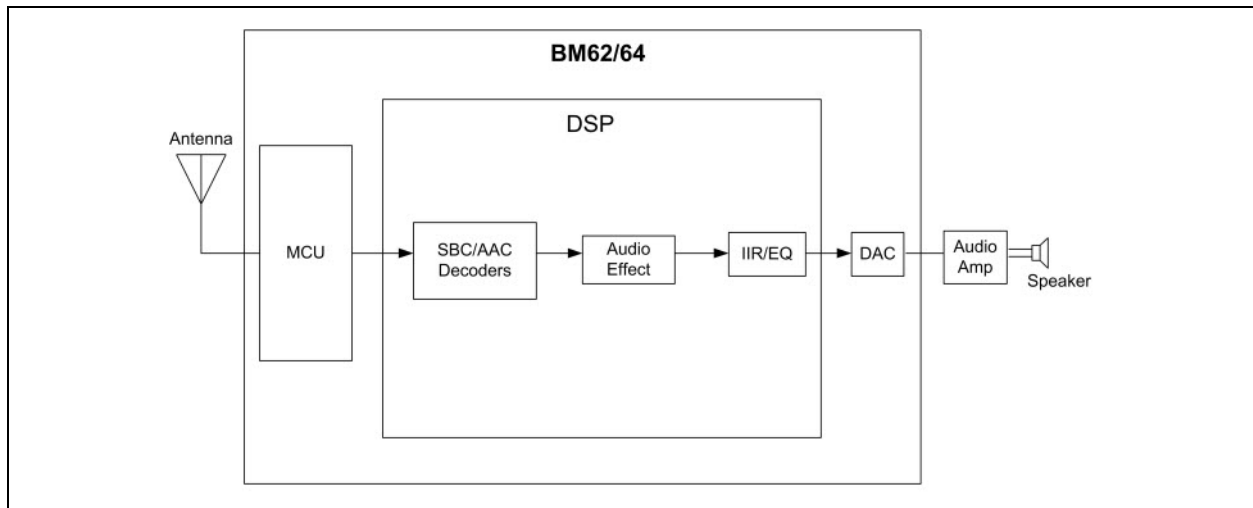 BM62/64
DSP
Antenna
MCU
SBC/AAC
Decoders
Audio
Effect
IIR/EQ
DAC
Audio
Amp
Speaker